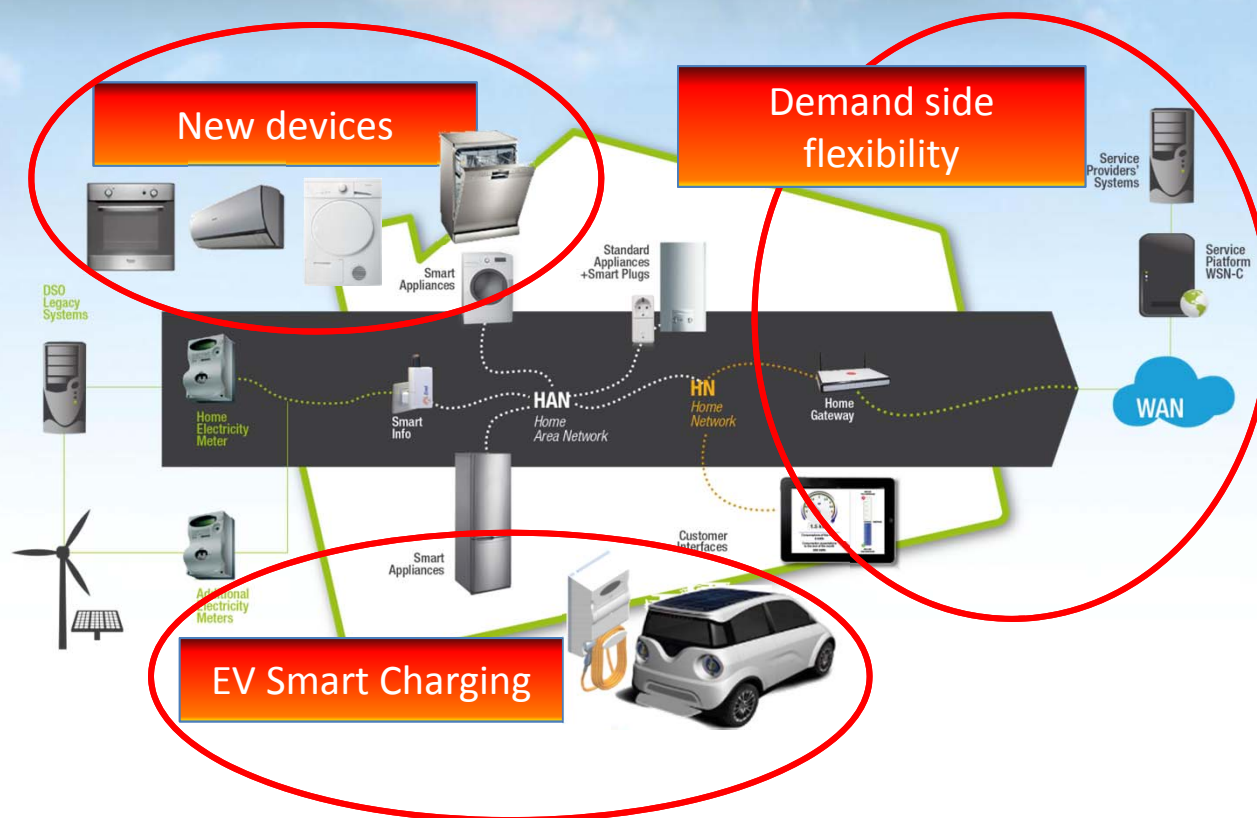 New devices
Demand side
flexibility
Service
Providers'
Systems
Smart
Appliances
Standard
Appliances
+Smart Plugs
Service
Platform
WSN-C
DSO
Legacy
Systems
Home
Electricity
Meter
Smart
Info
HAN
Home
Area Network
HN
Home
Network
Home
Gateway
WAN
Smart
Appliances
Customer
Interfaces
Additional
Electricity
Meters
EV Smart Charging